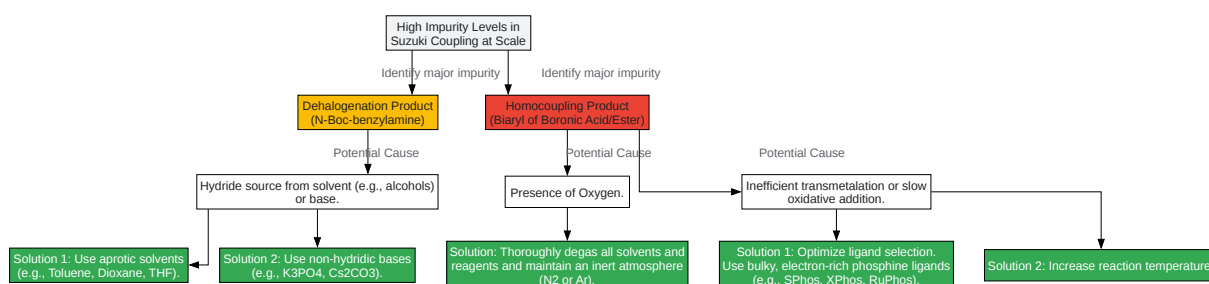 High Impurity Levels in
Suzuki Coupling at Scale
Identify major impurity
Identify major impurity
Dehalogenation Product
(N-Boc-benzylamine)
Homocoupling Product
(Biaryl of Boronic Acid/Ester)
Potential Cause
Potential Cause
Potential Cause
Hydride source from solvent (e.g., alcohols)
or base.
Presence of Oxygen.
Inefficient transmetalation or slow
oxidative addition.
Solution 1: Use aprotic solvents
(e.g., Toluene, Dioxane, THF).
Solution 2: Use non-hydridic bases
(e.g., K3PO4, Cs2CO3).
Solution: Thoroughly degas all solvents and
reagents and maintain an inert atmosphere
(N2 or Ar).
Solution 1: Optimize ligand selection.
Use bulky, electron-rich phosphine ligands
(e.g., SPhos, XPhos, RuPhos).
Solution 2: Increase reaction temperature